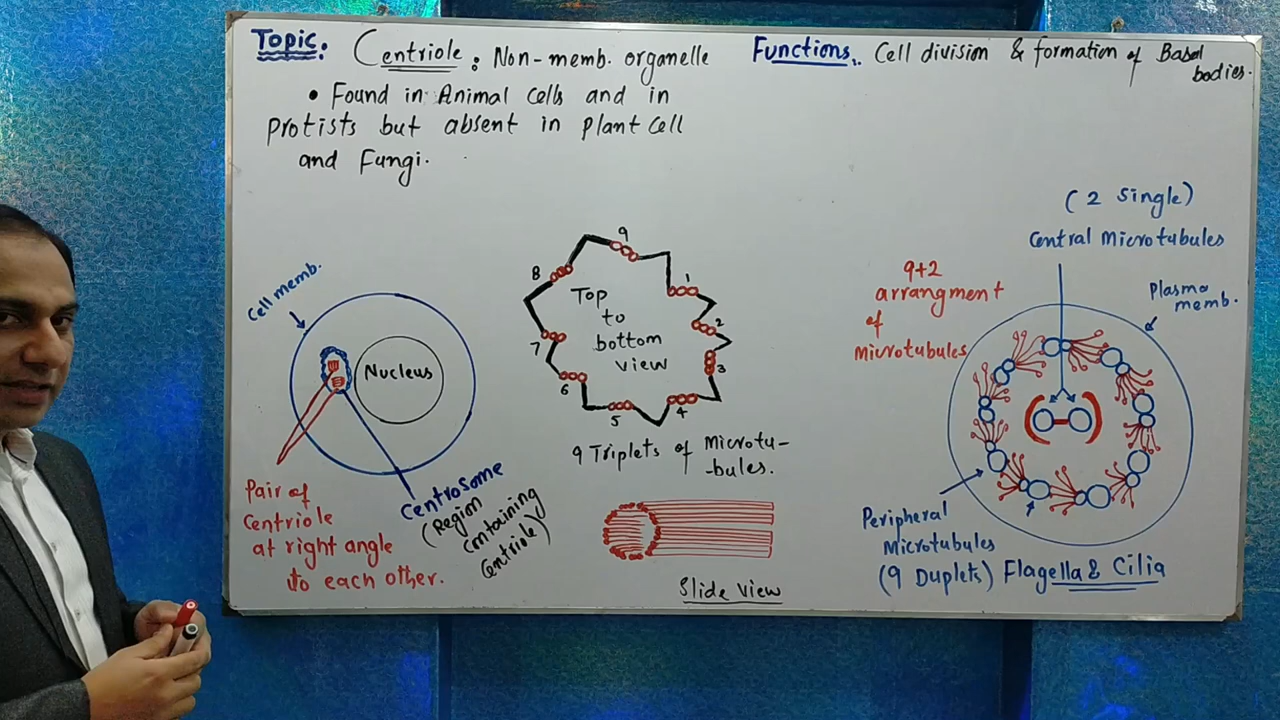 Topic: Centriole: Non-memb. organelle
• Found in Animal Cells and in
protists but absent in plant Cell
and Fungi.
Functions:. Cell division & formation of Basal
bodies.
Cell memb.
Nucleus
Centrosome
(Region
containing
Centriole)
Pair of
Centriole
at right angle
to each other.
9
8
1
2
7
3
6
5
4
Top
to
bottom
view
9 Triplets of Microtu-
-bules.
Slide view
(2 Single)
Central Microtubules
9+2
arrangment
of
Microtubules
Plasma
memb.
Peripheral
Microtubules
(9 Duplets)
Flagella & Cilia